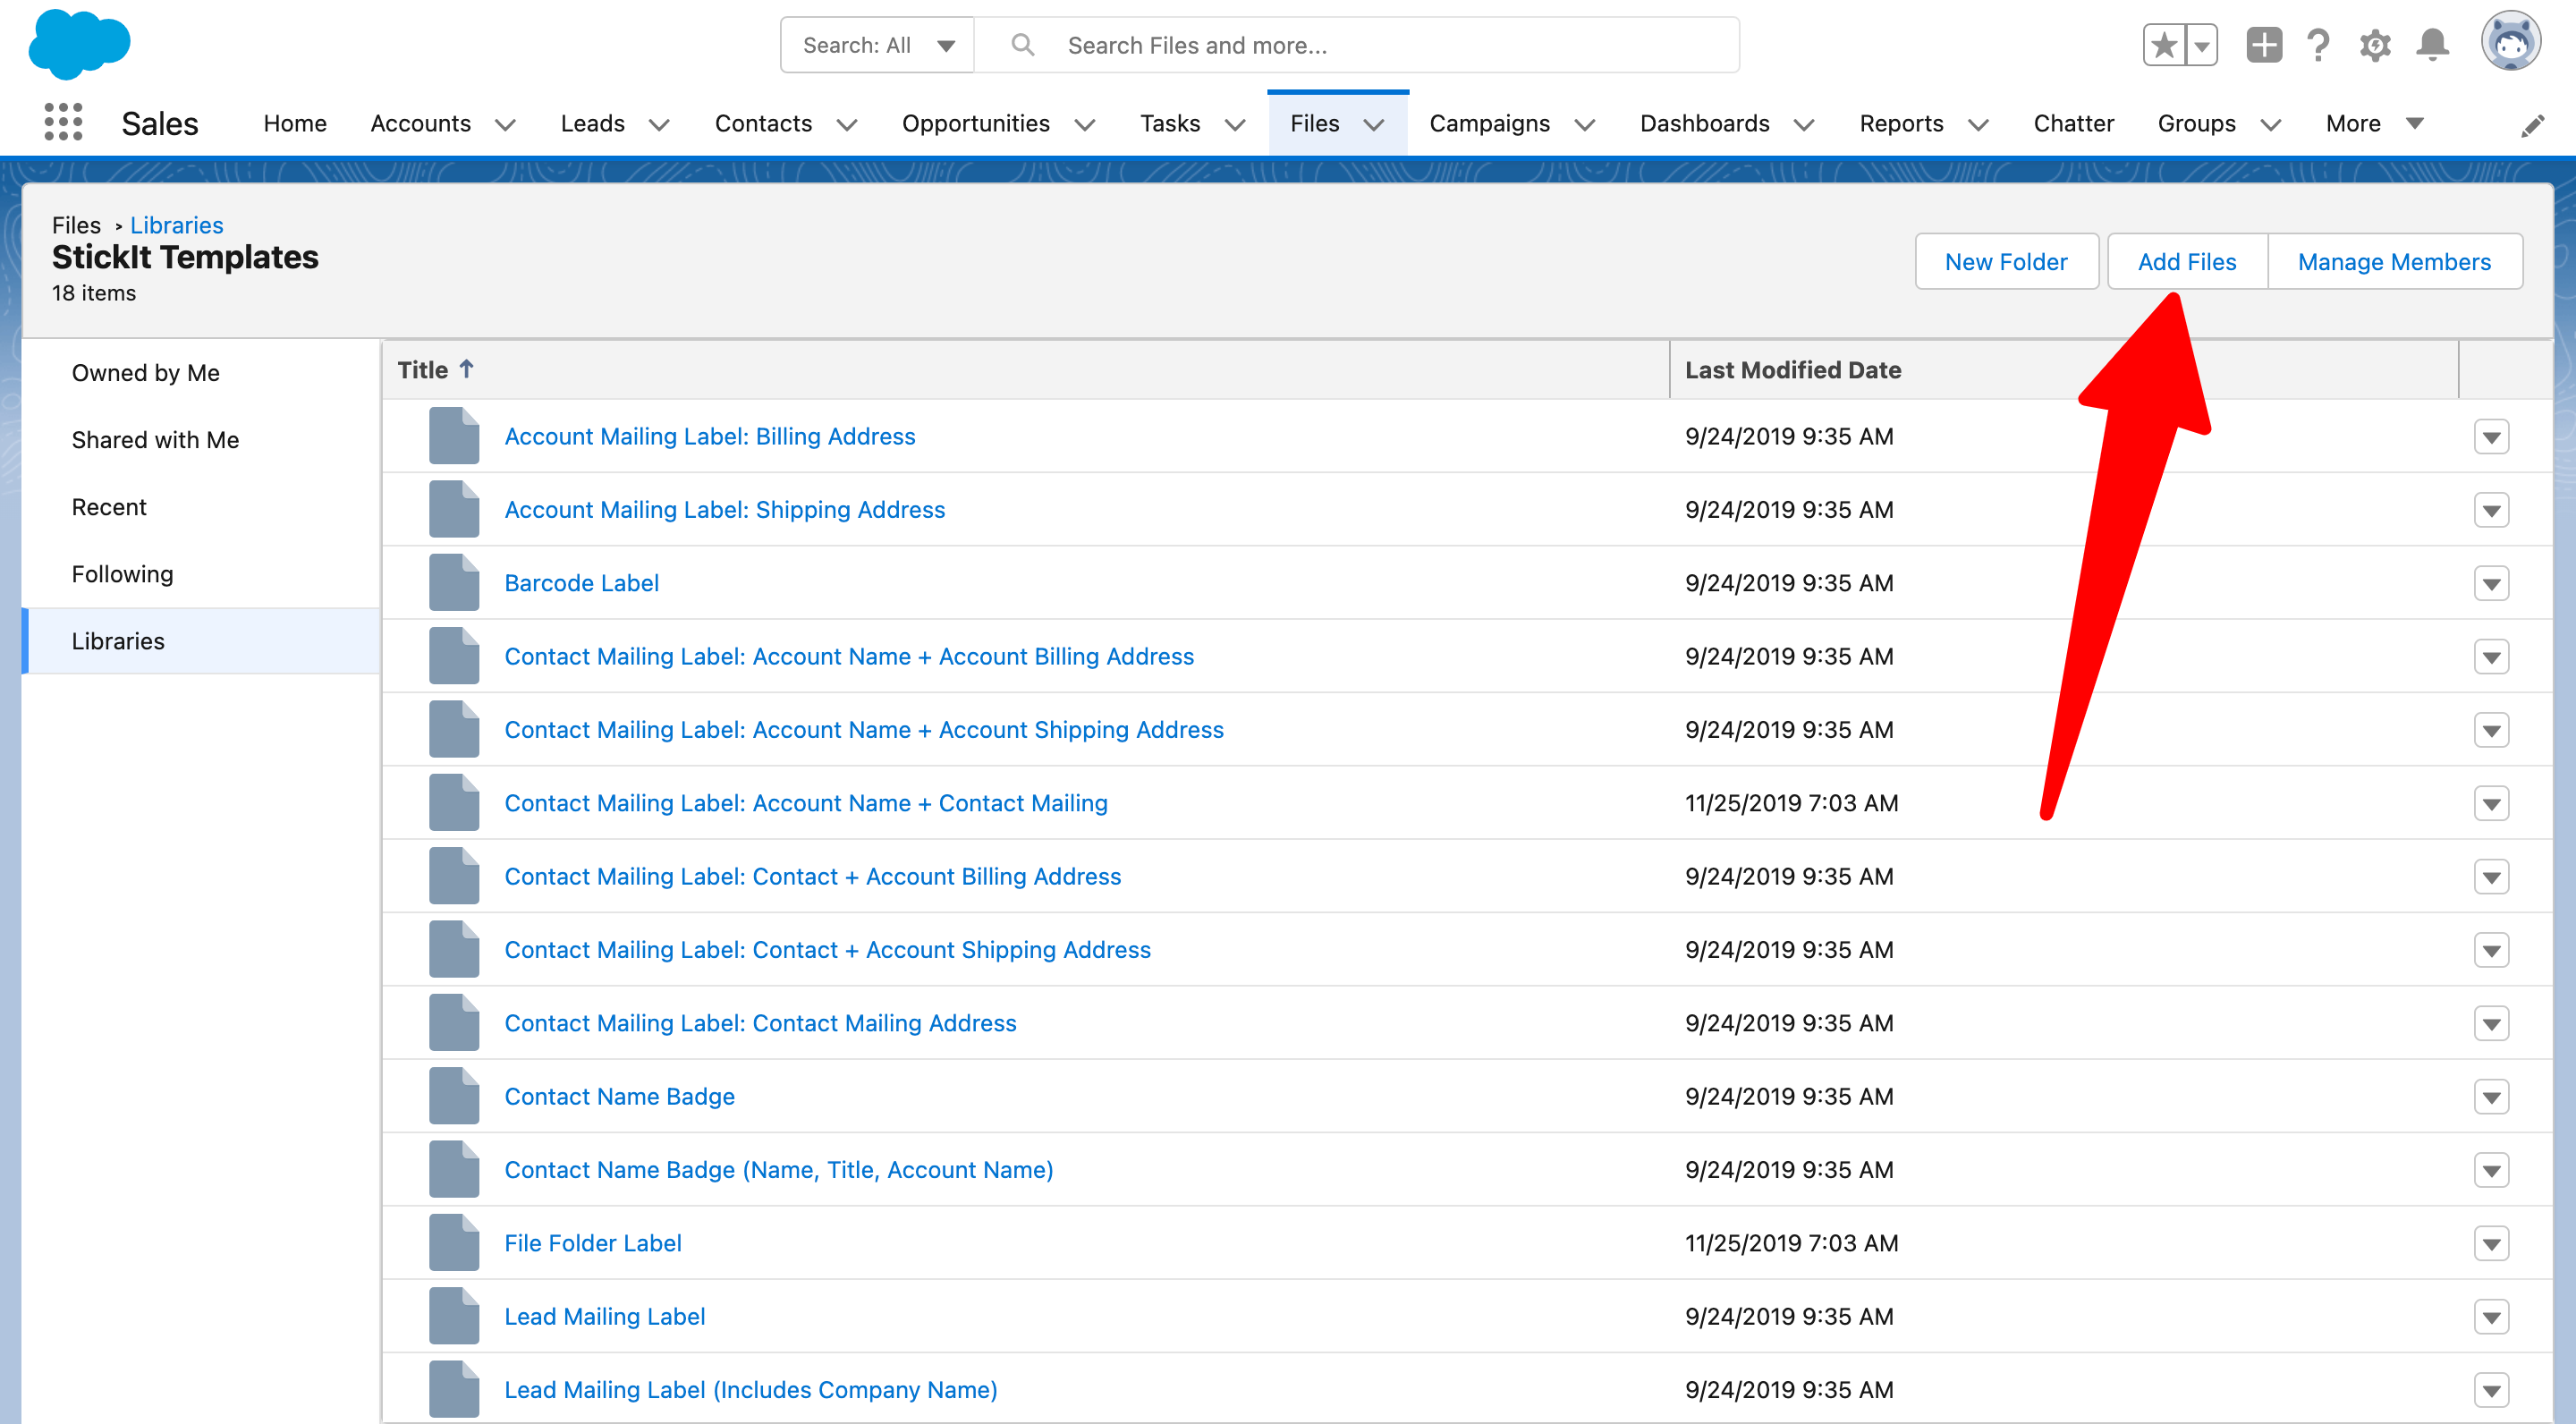 Search: All
Search Files and more...
Sales
Home
Accounts
Leads
Contacts
Opportunities
Tasks
Files
Campaigns
Dashboards
Reports
Chatter
Groups
More
Files > Libraries
StickIt Templates
18 items
New Folder
Add Files
Manage Members
Owned by Me
Shared with Me
Recent
Following
Libraries
Title
Last Modified Date
Account Mailing Label: Billing Address 9/24/2019 9:35 AM
Account Mailing Label: Shipping Address 9/24/2019 9:35 AM
Barcode Label 9/24/2019 9:35 AM
Contact Mailing Label: Account Name + Account Billing Address 9/24/2019 9:35 AM
Contact Mailing Label: Account Name + Account Shipping Address 9/24/2019 9:35 AM
Contact Mailing Label: Account Name + Contact Mailing 11/25/2019 7:03 AM
Contact Mailing Label: Contact + Account Billing Address 9/24/2019 9:35 AM
Contact Mailing Label: Contact + Account Shipping Address 9/24/2019 9:35 AM
Contact Mailing Label: Contact Mailing Address 9/24/2019 9:35 AM
Contact Name Badge 9/24/2019 9:35 AM
Contact Name Badge (Name, Title, Account Name) 9/24/2019 9:35 AM
File Folder Label 11/25/2019 7:03 AM
Lead Mailing Label 9/24/2019 9:35 AM
Lead Mailing Label (Includes Company Name) 9/24/2019 9:35 AM